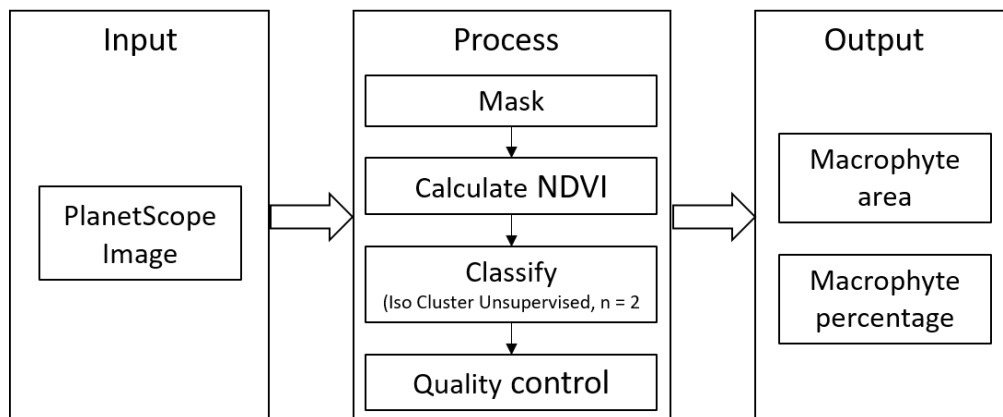 Input
PlanetScope
Image
Process
Mask
Calculate NDVI
Classify
(Iso Cluster Unsupervised, n = 2
Quality control
Output
Macrophyte
area
Macrophyte
percentage